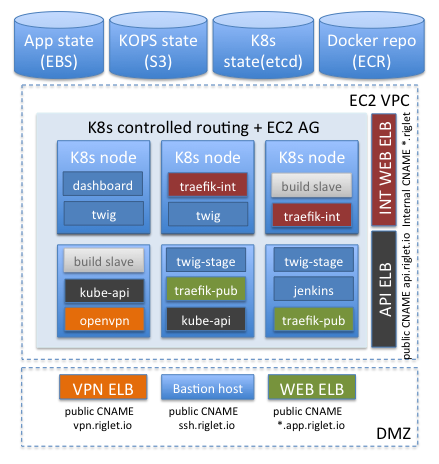 App state
(EBS)
KOPS state
(S3)
K8s
state(etcd)
Docker repo
(ECR)
EC2 VPC
K8s controlled routing + EC2 AG
K8s node
dashboard
twig
K8s node
traefik-int
twig
K8s node
build slave
traefik-int
build slave
kube-api
openvpn
twig-stage
traefik-pub
kube-api
twig-stage
jenkins
traefik-pub
INT WEB ELB
internal CNAME *.riglet
API ELB
public CNAME api.riglet.io
VPN ELB
public CNAME
vpn.riglet.io
Bastion host
public CNAME
ssh.riglet.io
WEB ELB
public CNAME
*.app.riglet.io
DMZ